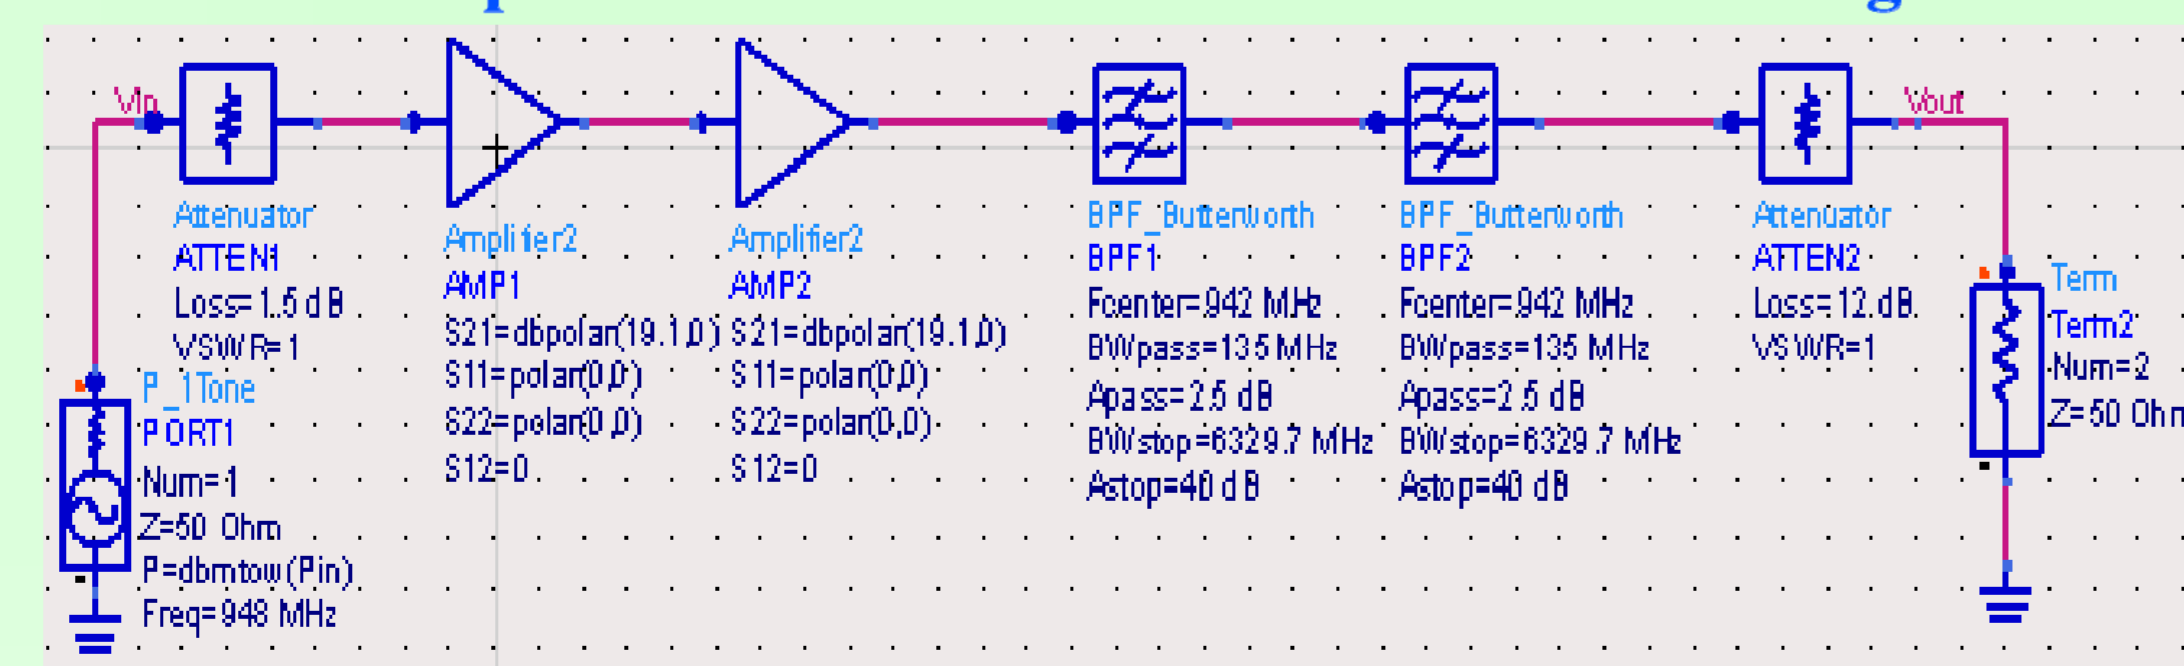 VIn
Attenuator
ATTEN1
Loss=1.5 dB
VSWR=1
P_1Tone
PORT1
Num=1
Z=50 Ohm
P=dbmtow(Pin)
Freq=948 MHz
Amplifier2
AMP1
S21=dbpolar(19.1,0)
S11=polar(0,0)
S22=polar(0,0)
S12=0
Amplifier2
AMP2
S21=dbpolar(19.1,0)
S11=polar(0,0)
S22=polar(0,0)
S12=0
BPF_Butterworth
BPF1
Fcenter=942 MHz
BWpass=135 MHz
Apass=2.5 dB
BWstop=6329.7 MHz
Astop=40 dB
BPF_Butterworth
BPF2
Fcenter=942 MHz
BWpass=135 MHz
Apass=2.5 dB
BWstop=6329.7 MHz
Astop=40 dB
Attenuator
ATTEN2
Loss=12 dB
VSWR=1
Vout
Term
Term2
Num=2
Z=50 Ohm